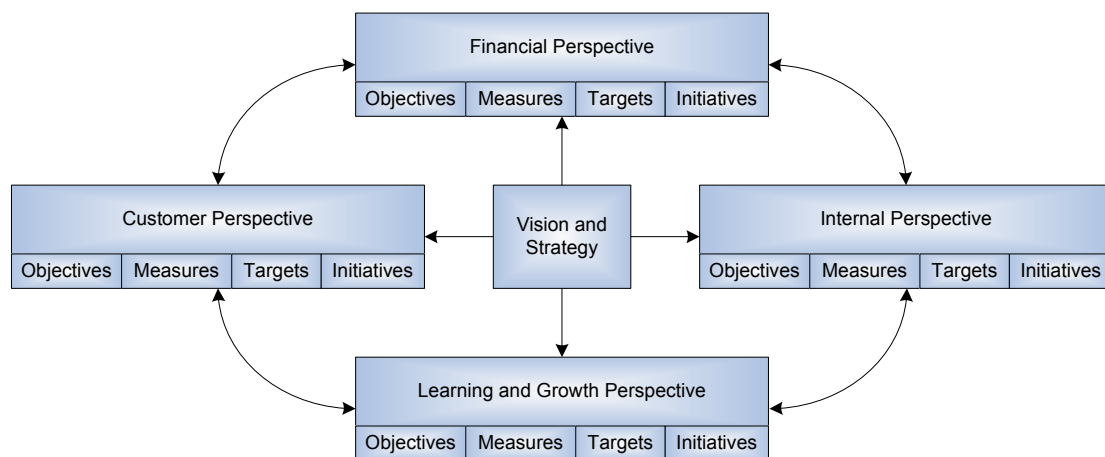 Financial Perspective
Objectives Measures Targets Initiatives
Customer Perspective
Objectives Measures Targets Initiatives
Vision and
Strategy
Internal Perspective
Objectives Measures Targets Initiatives
Learning and Growth Perspective
Objectives Measures Targets Initiatives